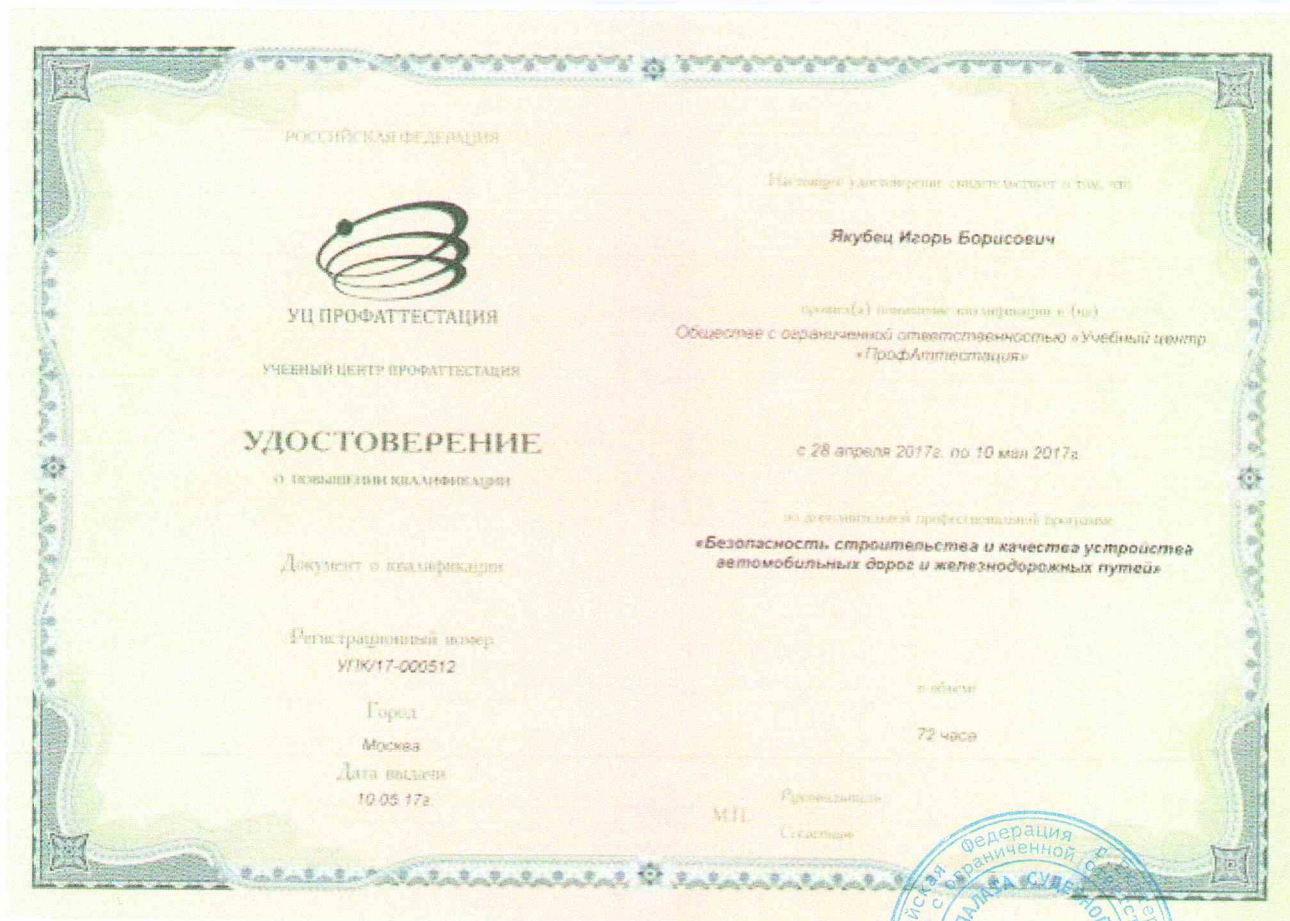 РОССИЙСКАЯ ФЕДЕРАЦИЯ
УЦ ПРОФАТТЕСТАЦИЯ
УЧЕБНЫЙ ЦЕНТР ПРОФАТТЕСТАЦИЯ
УДОСТОВЕРЕНИЕ
О ПОВЫШЕНИИ КВАЛИФИКАЦИИ
Документ о квалификации
Регистрационный номер
УПК/17-000512
Город
Москва
Дата выдачи
10.05.17г.
Настоящее удостоверение свидетельствует о том, что
Якубец Игорь Борисович
прошел(а) повышение квалификации в (на)
Обществе с ограниченной ответственностью «Учебный центр
«ПрофАттестация»
с 28 апреля 2017г. по 10 мая 2017г.
по дополнительной профессиональной программе
«Безопасность строительства и качества устройства
автомобильных дорог и железнодорожных путей»
в объеме
72 часа
М.П.
Руководитель
Секретарь
Федерация
с ограниченной
ПАЛАТА